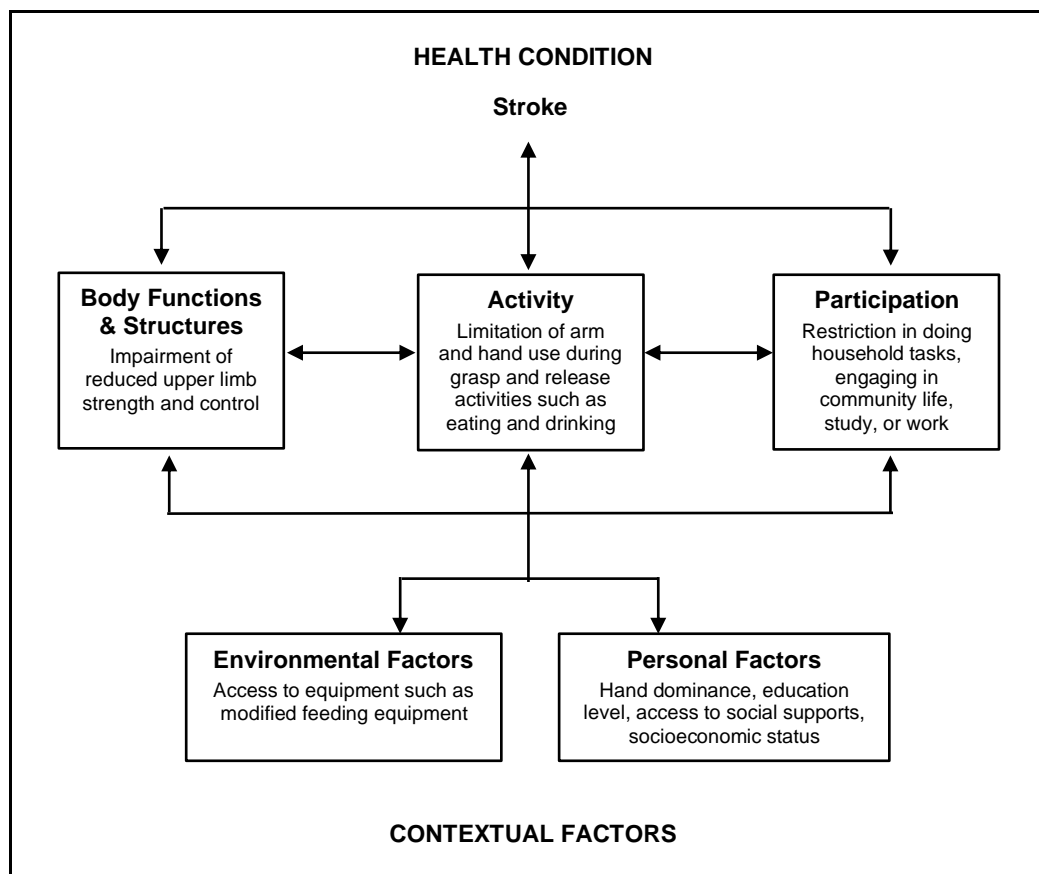 HEALTH CONDITION
Stroke
Body Functions
& Structures
Impairment of
reduced upper limb
strength and control
Activity
Limitation of arm
and hand use during
grasp and release
activities such as
eating and drinking
Participation
Restriction in doing
household tasks,
engaging in
community life,
study, or work
Environmental Factors
Access to equipment such as
modified feeding equipment
Personal Factors
Hand dominance, education
level, access to social supports,
socioeconomic status
CONTEXTUAL FACTORS